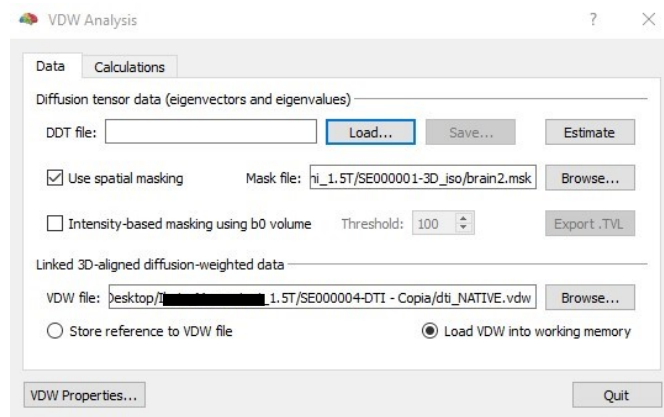 VDW Analysis ? ×
Data Calculations
Diffusion tensor data (eigenvectors and eigenvalues)
DDT file: Load... Save... Estimate
Use spatial masking Mask file: ni_1.5T/SE000001-3D_iso/brain2.msk Browse...
Intensity-based masking using b0 volume Threshold: 100 Export .TVL
Linked 3D-aligned diffusion-weighted data
VDW file: Desktop/ _1.5T/SE000004-DTI - Copia/dti_NATIVE.vdw Browse...
Store reference to VDW file Load VDW into working memory
VDW Properties... Quit